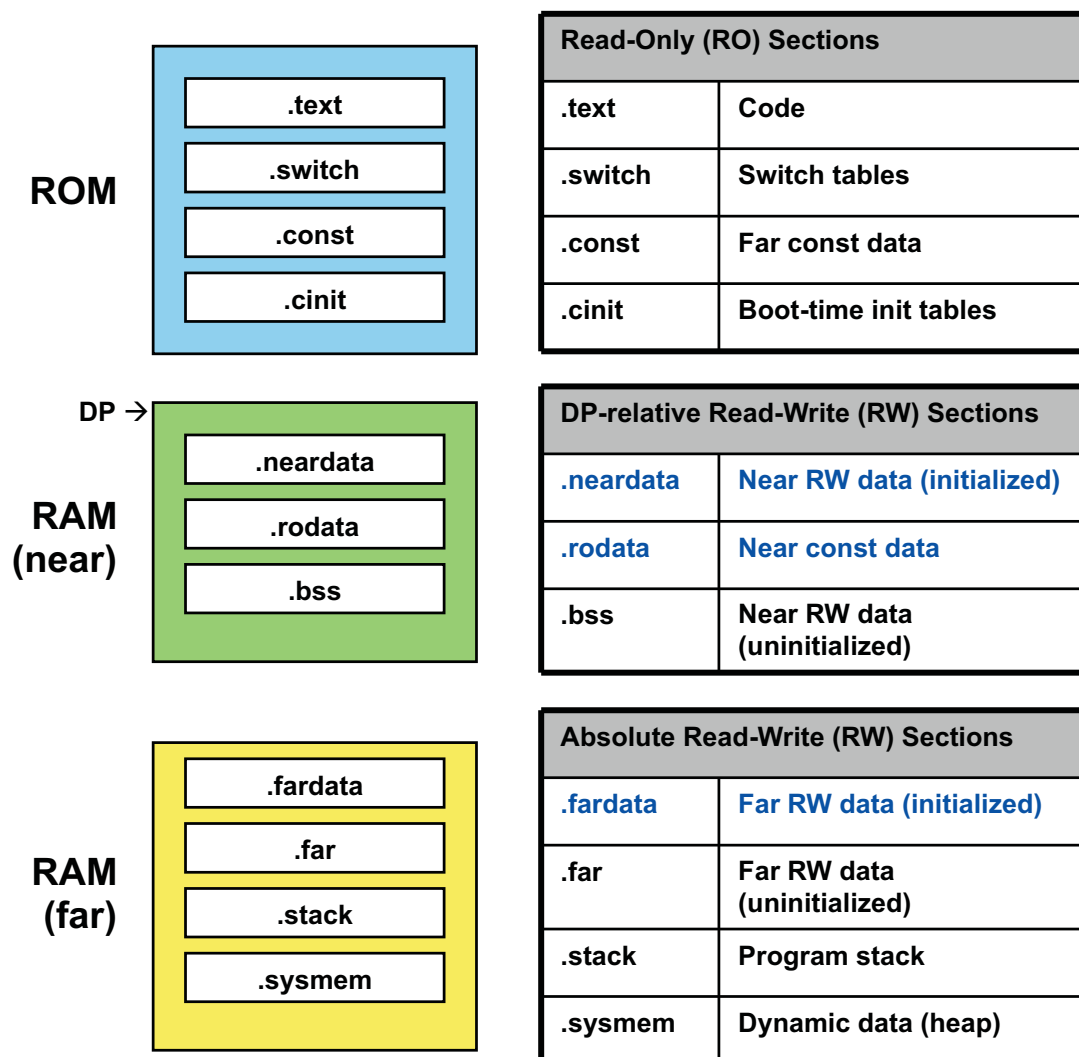 ROM
.text
.switch
.const
.cinit
Read-Only (RO) Sections
.text Code
.switch Switch tables
.const Far const data
.cinit Boot-time init tables
DP →
RAM
(near)
.neardata
.rodata
.bss
DP-relative Read-Write (RW) Sections
.neardata Near RW data (initialized)
.rodata Near const data
.bss Near RW data
(uninitialized)
RAM
(far)
.fardata
.far
.stack
.sysmem
Absolute Read-Write (RW) Sections
.fardata Far RW data (initialized)
.far Far RW data
(uninitialized)
.stack Program stack
.sysmem Dynamic data (heap)